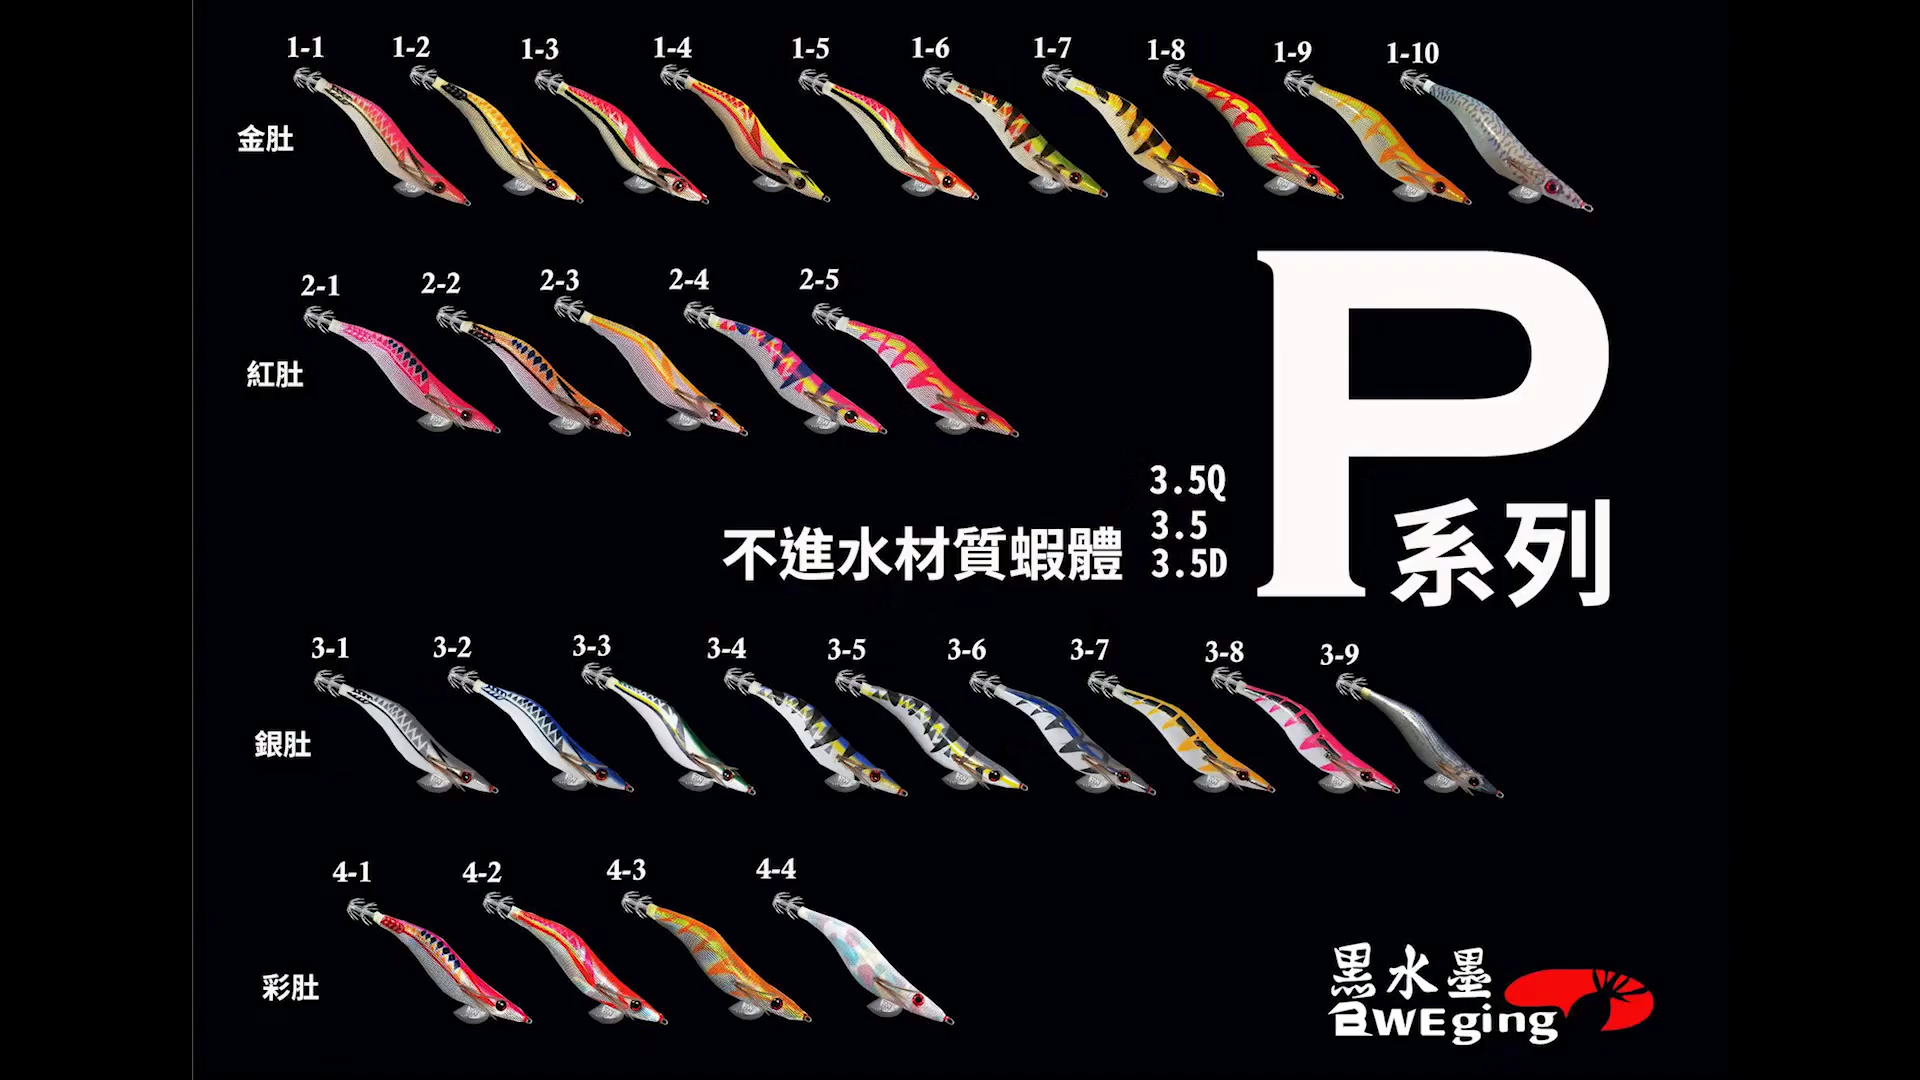 1-1 1-2 1-3 1-4 1-5 1-6 1-7 1-8 1-9 1-10
金肚
2-1 2-2 2-3 2-4 2-5
紅肚
P系列
3.5Q
3.5
3.5D
不進水材質蝦體
3-1 3-2 3-3 3-4 3-5 3-6 3-7 3-8 3-9
銀肚
4-1 4-2 4-3 4-4
彩肚
黒水墨
BWEging